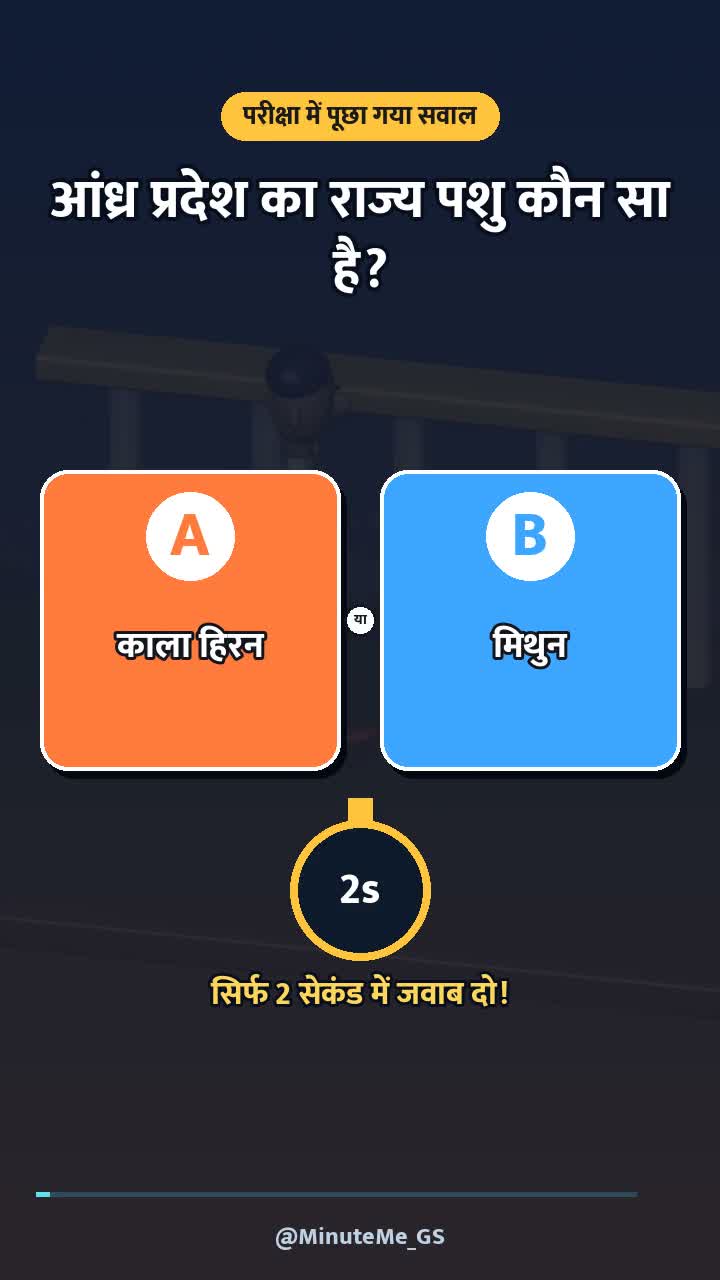 परीक्षा में पूछा गया सवाल
आंध्र प्रदेश का राज्य पशु कौन सा
है?
A
B
काला हिरन
या
मिथुन
2s
सिर्फ 2 सेकंड में जवाब दो!
@MinuteMe_GS